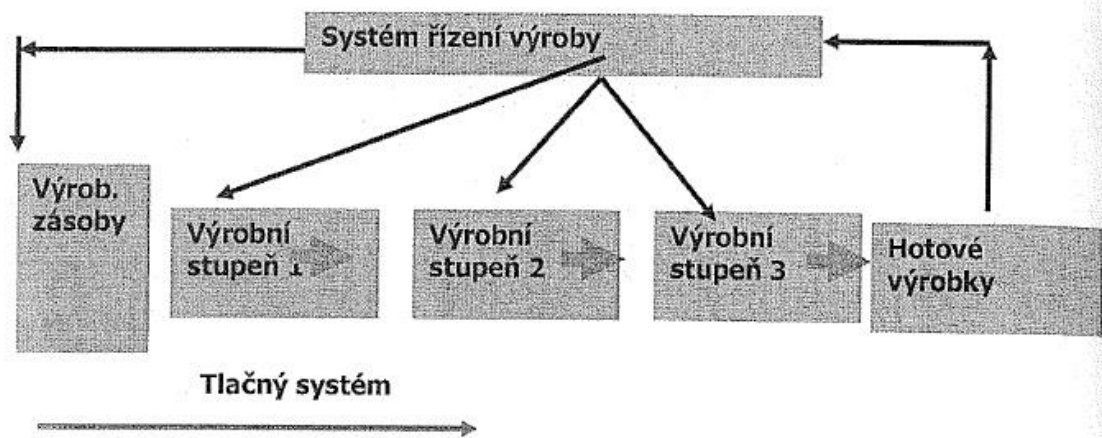 Systém řízení výroby
Výrob.
zásoby
Výrobní
stupeň 1
Výrobní
stupeň 2
Výrobní
stupeň 3
Hotové
výrobky
Tlačný systém